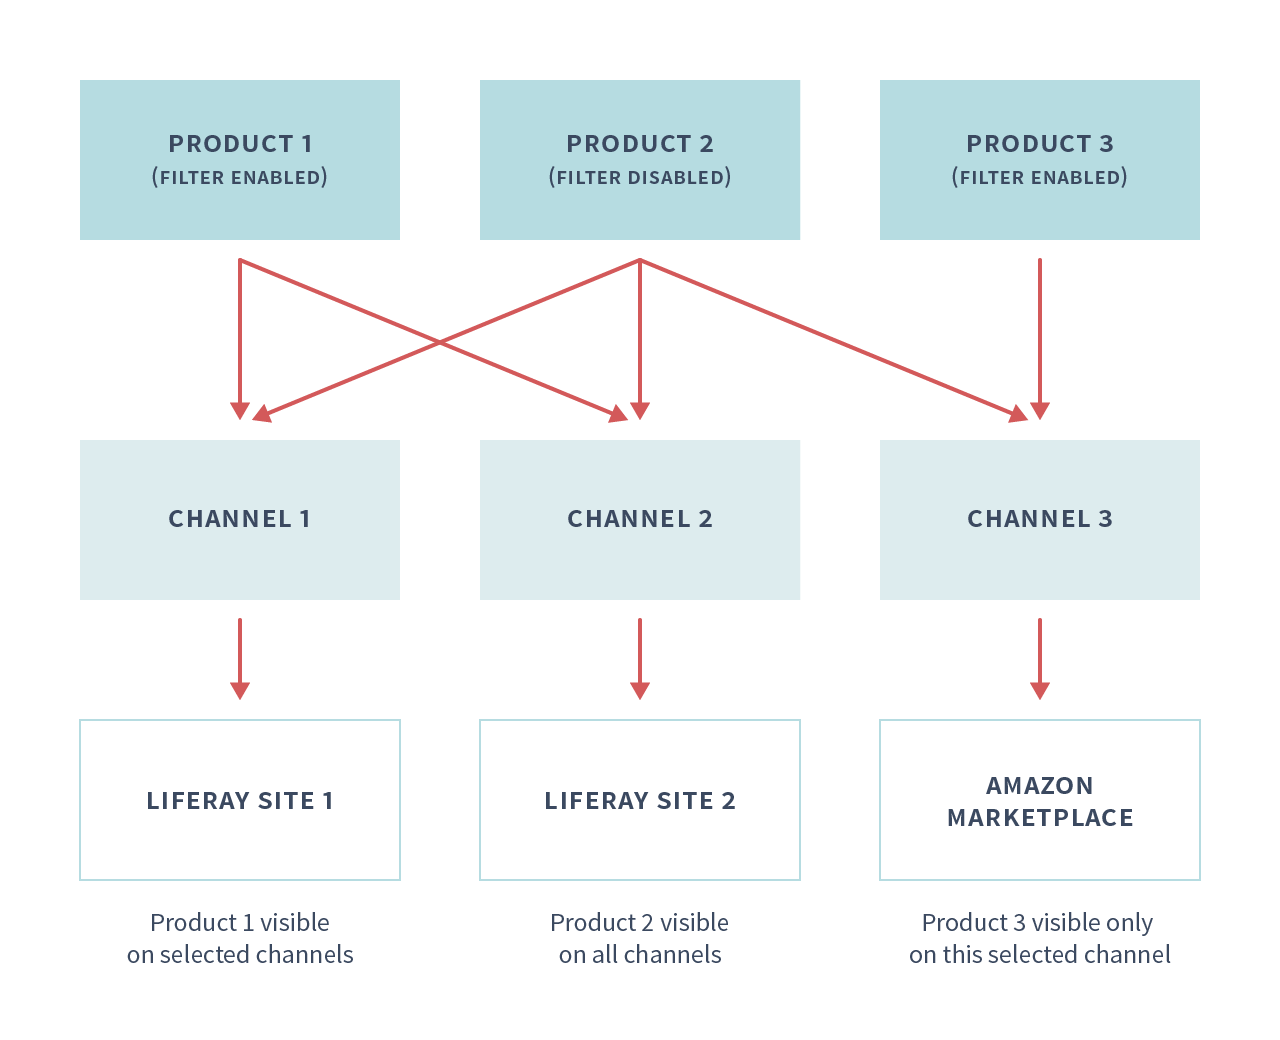 PRODUCT 1
(FILTER ENABLED)
PRODUCT 2
(FILTER DISABLED)
PRODUCT 3
(FILTER ENABLED)
CHANNEL 1
CHANNEL 2
CHANNEL 3
LIFERAY SITE 1
LIFERAY SITE 2
AMAZON
MARKETPLACE
Product 1 visible
on selected channels
Product 2 visible
on all channels
Product 3 visible only
on this selected channel